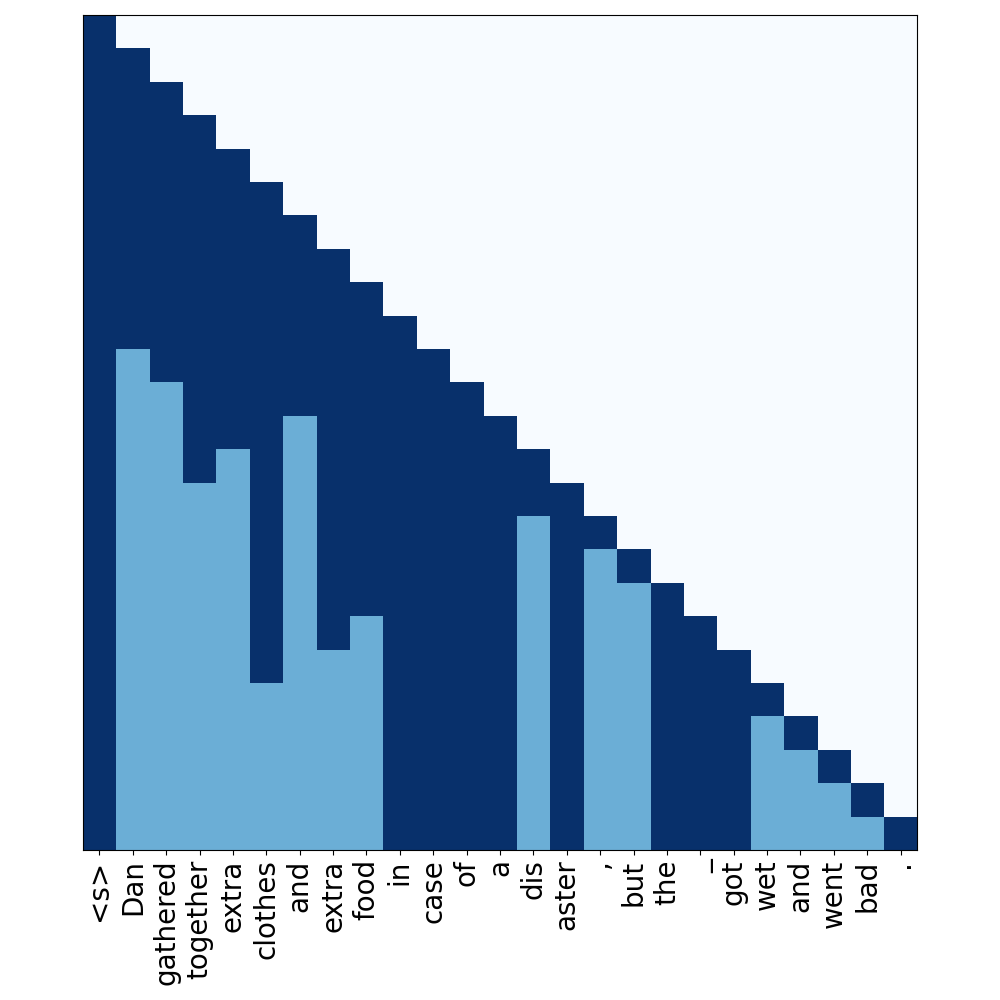 <s> Dan gathered together extra clothes and extra food in case of a dis aster , but the _ got wet and went bad .